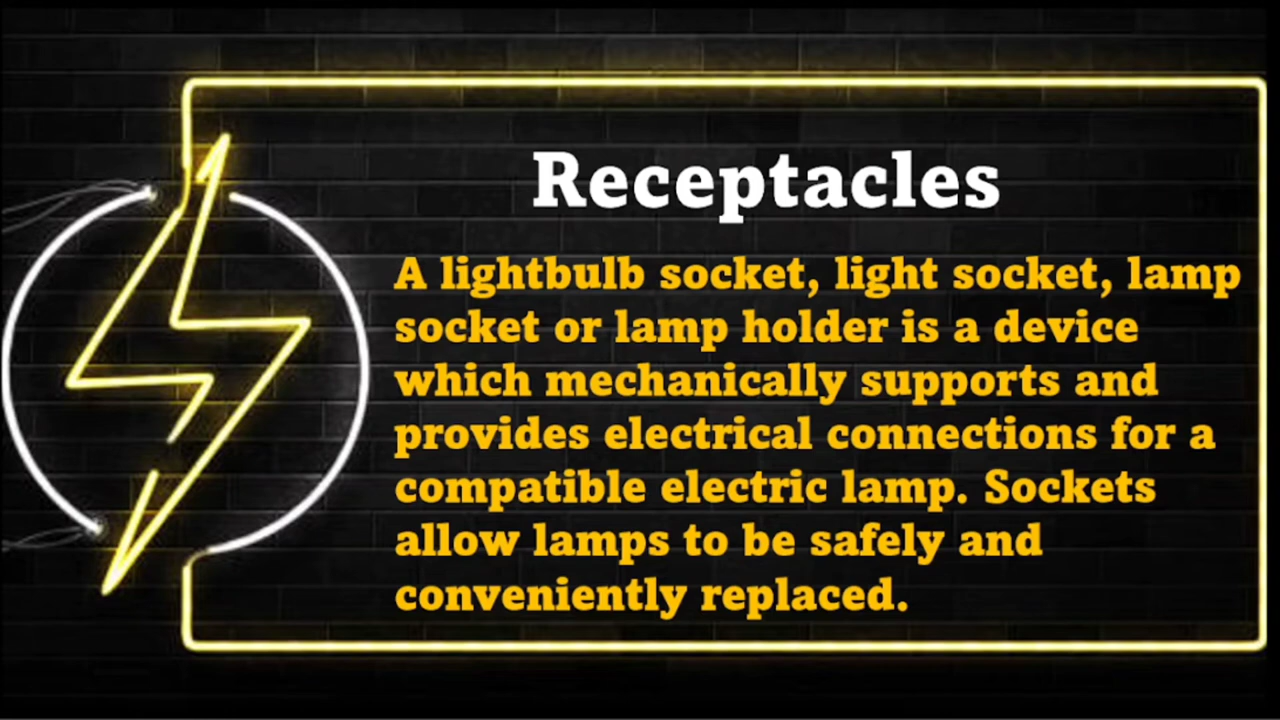 Receptacles
A lightbulb socket, light socket, lamp
socket or lamp holder is a device
which mechanically supports and
provides electrical connections for a
compatible electric lamp. Sockets
allow lamps to be safely and
conveniently replaced.